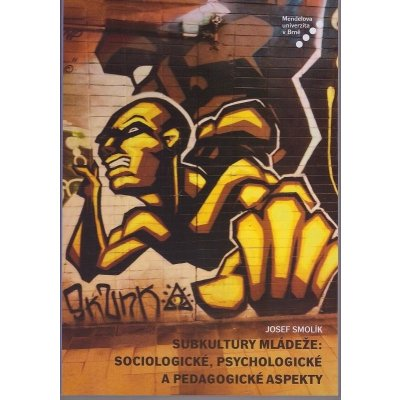 Mendelova
univerzita
v Brně
JOSEF SMOLÍK
SUBKULTURY MLÁDEŽE:
SOCIOLOGICKÉ, PSYCHOLOGICKÉ
A PEDAGOGICKÉ ASPEKTY